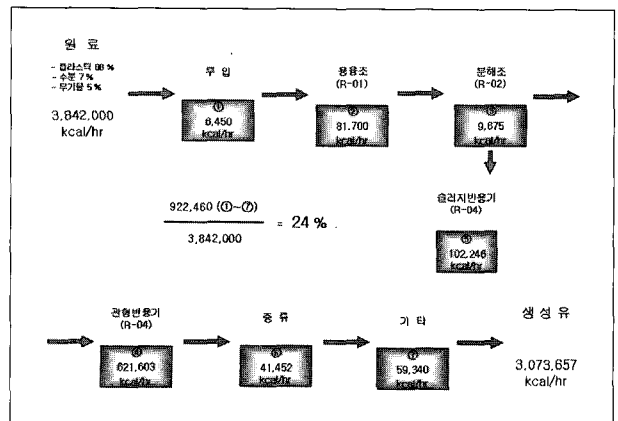 원 료
- 플라스틱 88 %
- 수분 7 %
- 무기물 5 %
3,842,000
kcal/hr
투 입
①
6,450
kcal/hr
용융조
(R-01)
②
81,700
kcal/hr
분해조
(R-02)
③
9,675
kcal/hr
922,460 (①~⑦)
3,842,000
= 24 %
슬러지반응기
(R-04)
⑤
102,246
kcal/hr
관형반응기
(R-04)
④
621,603
kcal/hr
증 류
⑥
41,452
kcal/hr
기 타
⑦
59,340
kcal/hr
생 성 유
3,073,657
kcal/hr